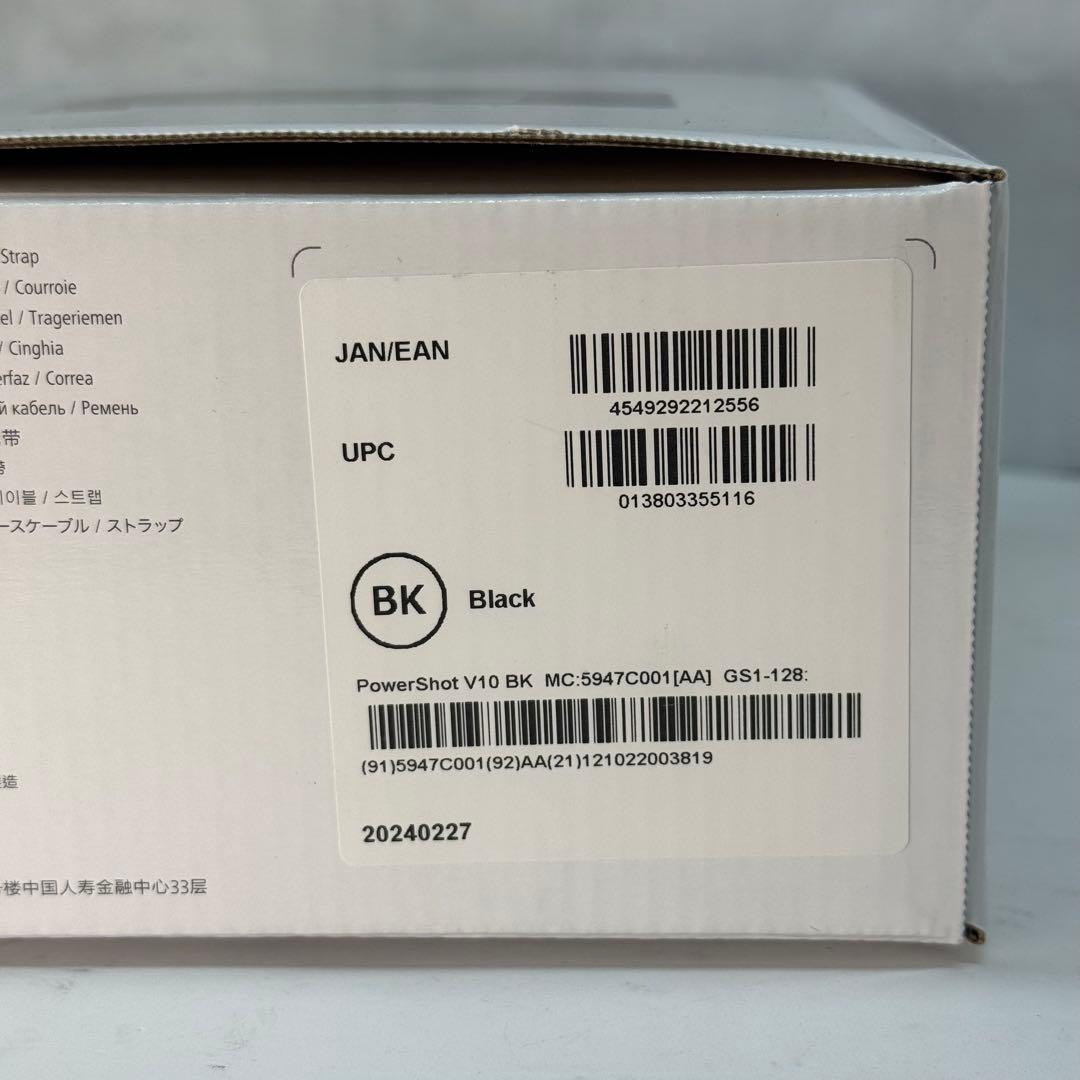 Strap
/ Courroie
el / Trageriemen
/ Cinghia
erfaz / Correa
й кабель / Ремень
带
帶
이블 / 스트랩
ースケーブル / ストラップ
造
楼中国人寿金融中心33层
JAN/EAN
4549292212556
UPC
013803355116
BK Black
PowerShot V10 BK MC:5947C001[AA] GS1-128:
(91)5947C001(92)AA(21)121022003819
20240227